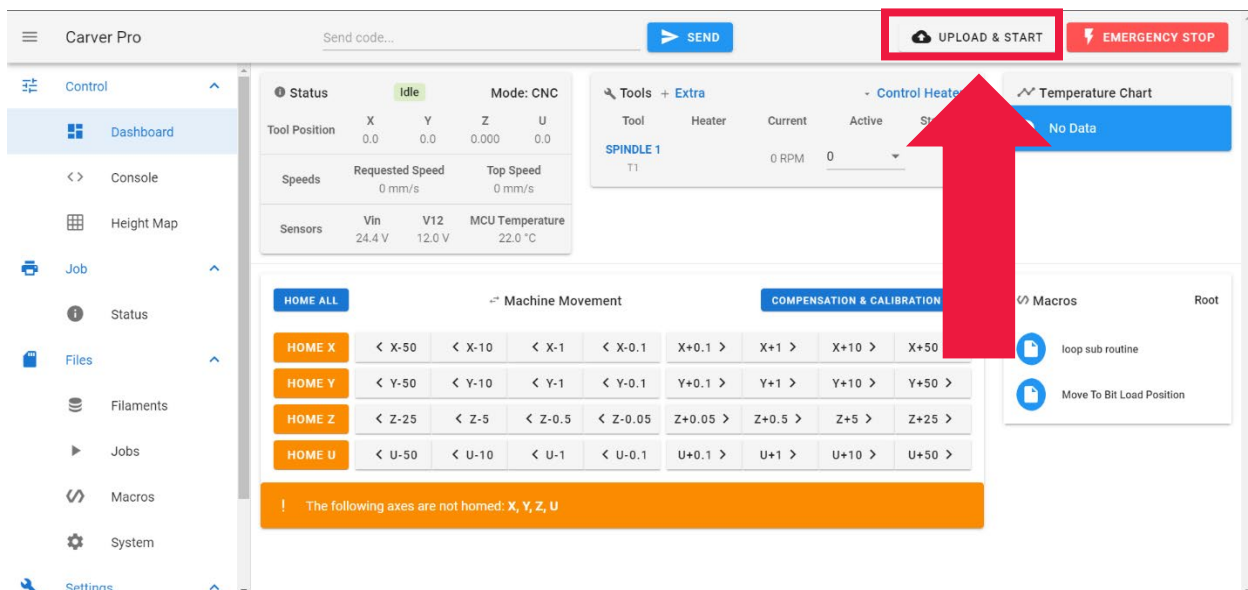 Carver Pro
Send code...
SEND
UPLOAD & START
EMERGENCY STOP
Control
Dashboard
Console
Height Map
Job
Status
Files
Filaments
Jobs
Macros
System
Settings
Status Idle Mode: CNC
Tool Position X Y Z U
0.0 0.0 0.000 0.0
Speeds Requested Speed Top Speed
0 mm/s 0 mm/s
Sensors Vin V12 MCU Temperature
24.4 V 12.0 V 22.0 °C
Tools + Extra Control Heater
Tool Heater Current Active
SPINDLE 1 0 RPM 0
T1
Temperature Chart
No Data
HOME ALL Machine Movement COMPENSATION & CALIBRATION
HOME X < X-50 < X-10 < X-1 < X-0.1 X+0.1 > X+1 > X+10 > X+50
HOME Y < Y-50 < Y-10 < Y-1 < Y-0.1 Y+0.1 > Y+1 > Y+10 > Y+50 >
HOME Z < Z-25 < Z-5 < Z-0.5 < Z-0.05 Z+0.05 > Z+0.5 > Z+5 > Z+25 >
HOME U < U-50 < U-10 < U-1 < U-0.1 U+0.1 > U+1 > U+10 > U+50 >
! The following axes are not homed: X, Y, Z, U
Macros Root
loop sub routine
Move To Bit Load Position